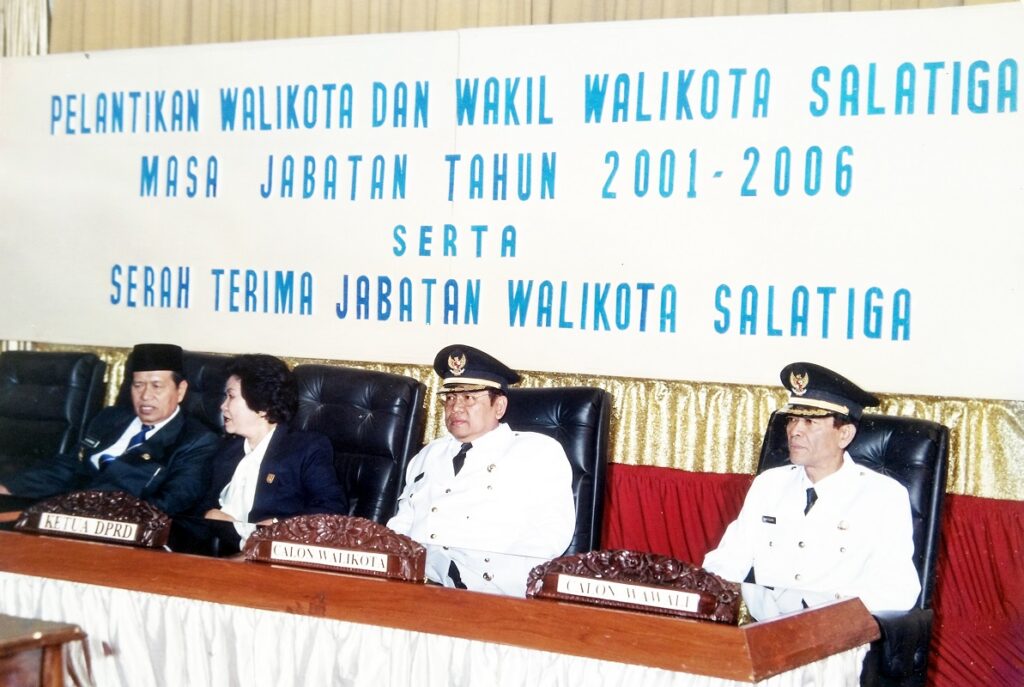 PELANTIKAN WALIKOTA DAN WAKIL WALIKOTA SALATIGA
MASA JABATAN TAHUN 2001-2006
SERTA
SERAH TERIMA JABATAN WALIKOTA SALATIGA
KETUA DPRD
CALON WALIKOTA
CALON WAWALI